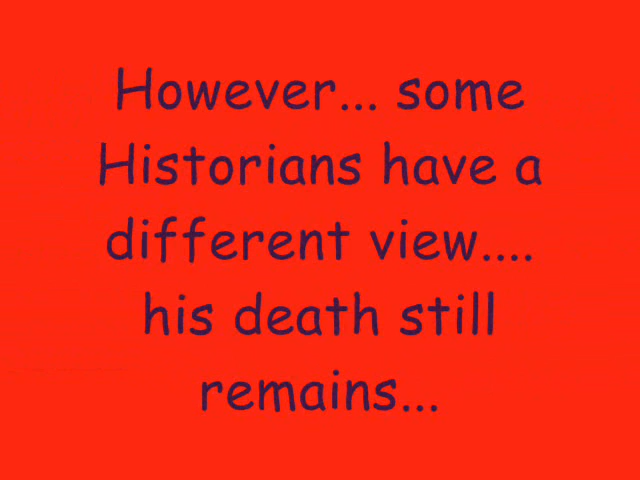 However... some
Historians have a
different view....
his death still
remains...